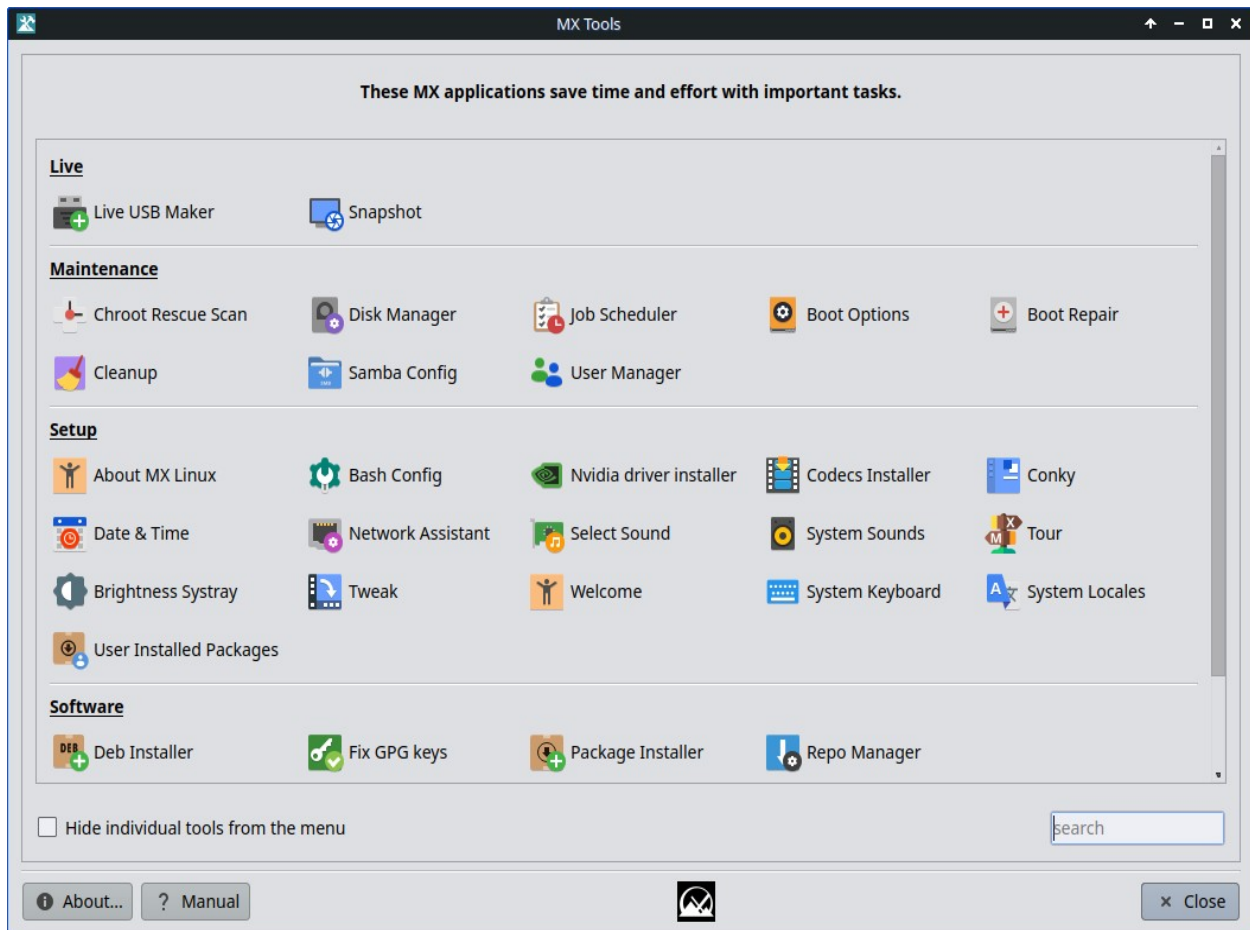 MX Tools
These MX applications save time and effort with important tasks.
Live
Live USB Maker
Snapshot
Maintenance
Chroot Rescue Scan
Disk Manager
Job Scheduler
Boot Options
Boot Repair
Cleanup
Samba Config
User Manager
Setup
About MX Linux
Bash Config
Nvidia driver installer
Codecs Installer
Conky
Date & Time
Network Assistant
Select Sound
System Sounds
Tour
Brightness Systray
Tweak
Welcome
System Keyboard
System Locales
User Installed Packages
Software
Deb Installer
Fix GPG keys
Package Installer
Repo Manager
Hide individual tools from the menu
search
About...
? Manual
Close